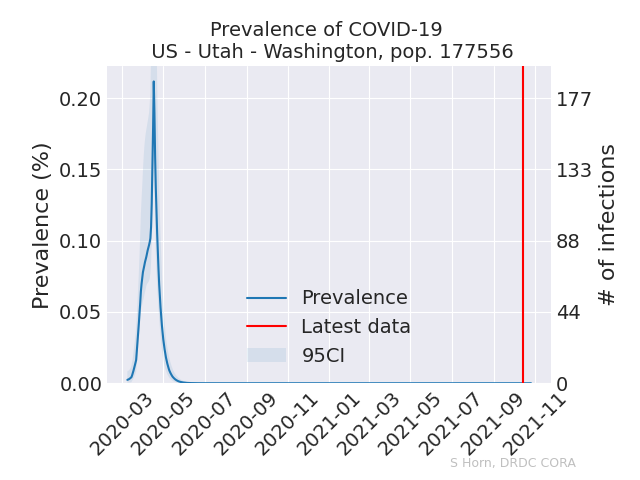 Prevalence of COVID-19
US - Utah - Washington, pop. 177556
Prevalence (%)
0.20
0.15
0.10
0.05
0.00
177
133
88
44
0
# of infections
Prevalence
Latest data
95CI
2020-03
2020-05
2020-07
2020-09
2020-11
2021-01
2021-03
2021-05
2021-07
2021-09
2021-11
S Horn, DRDC CORA